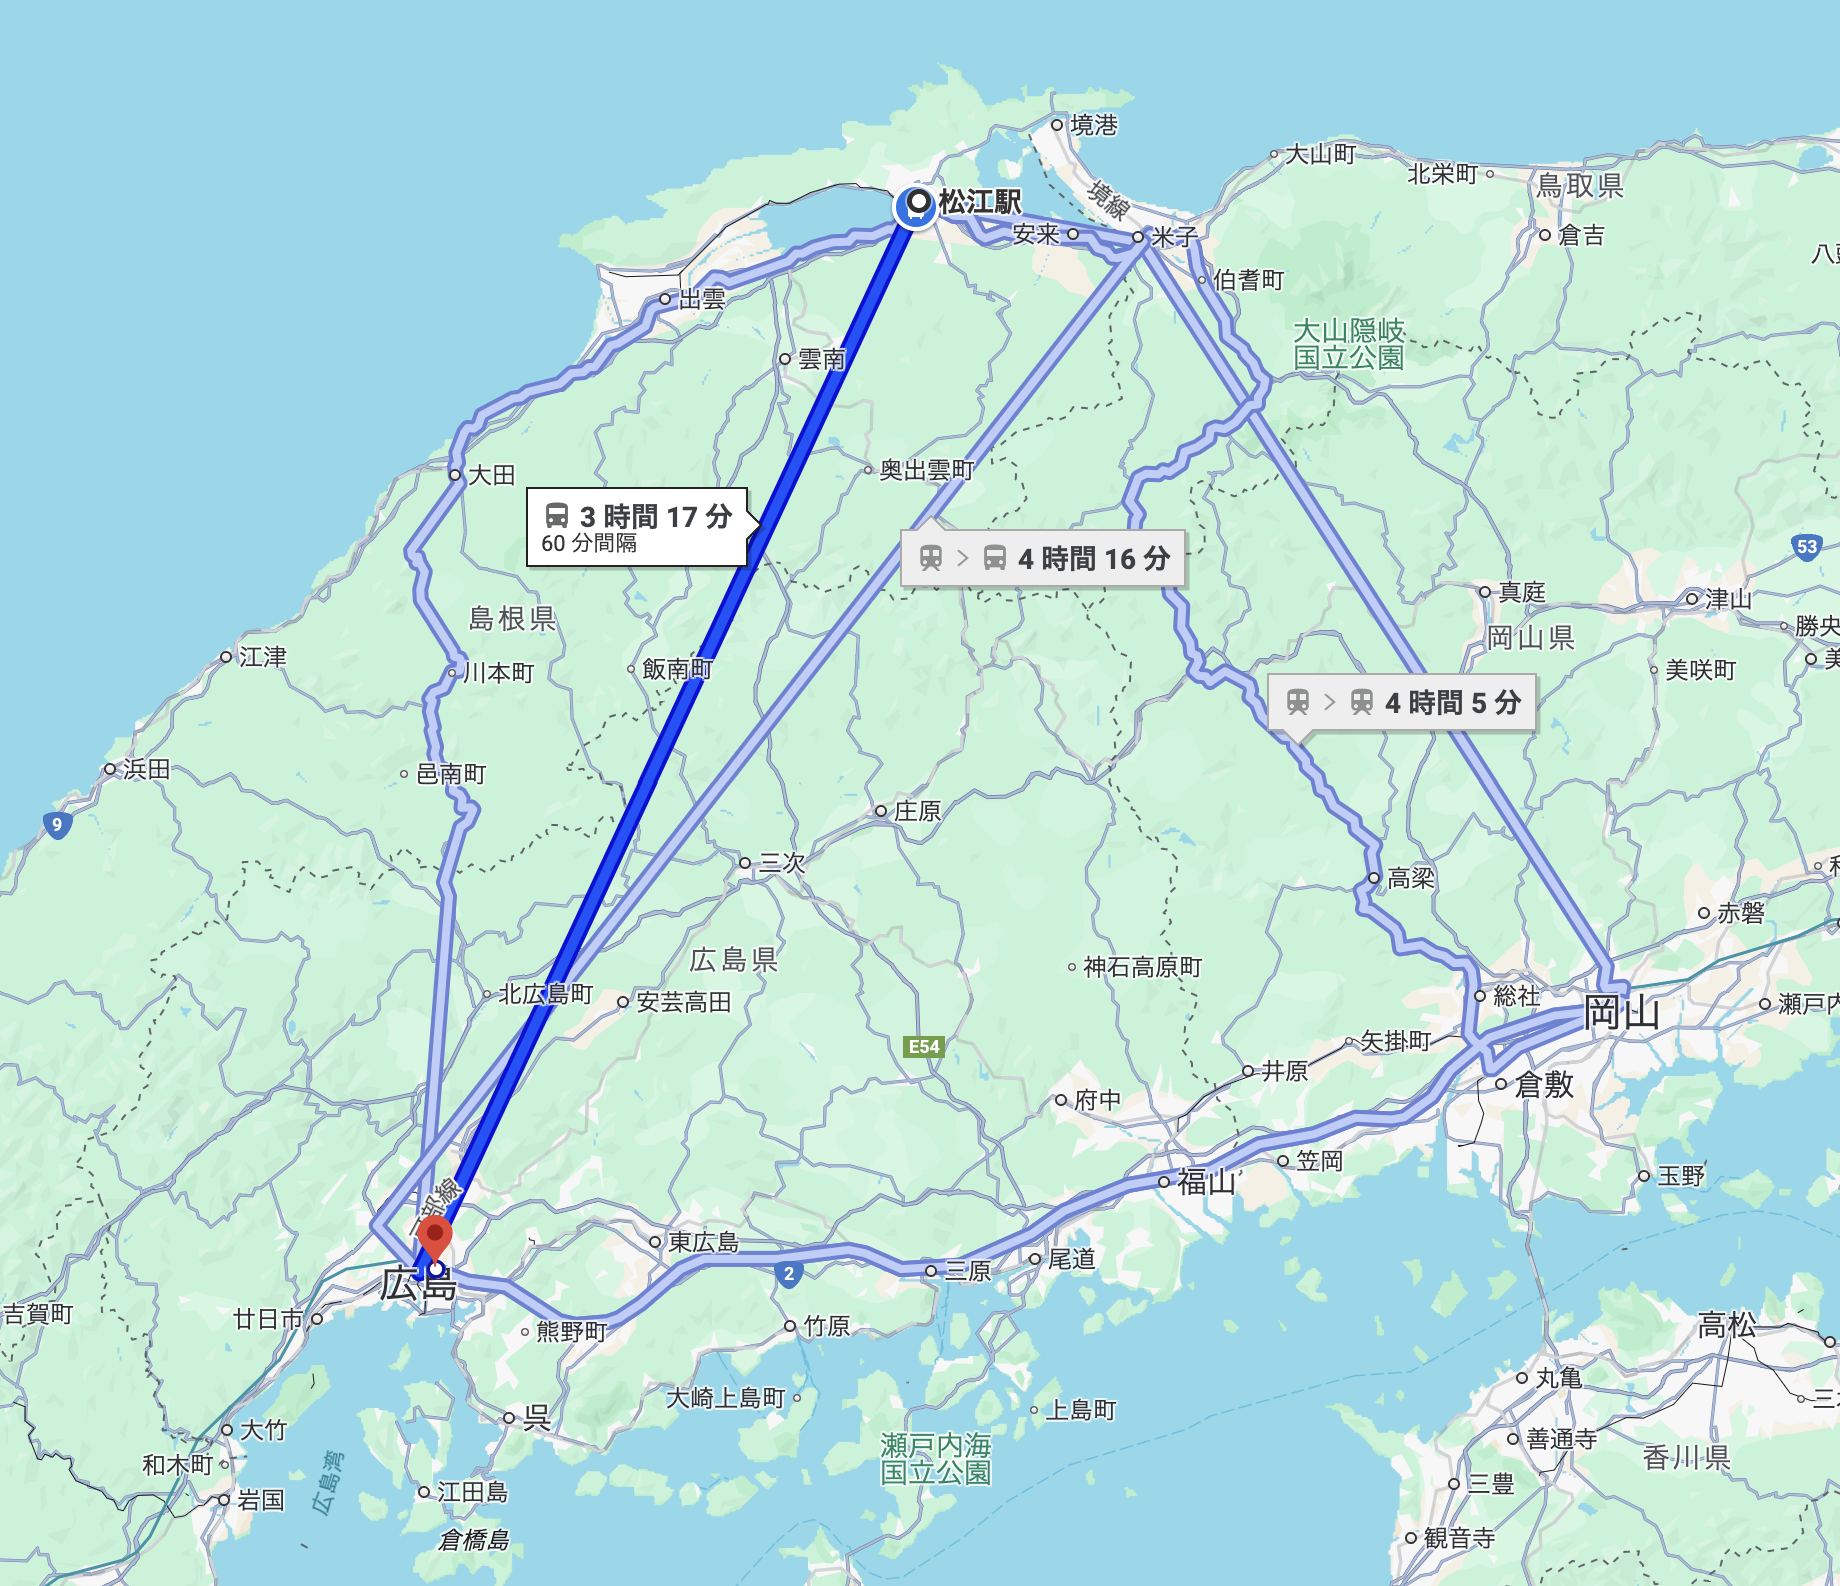 境港
大山町
北栄町
鳥取県
松江駅
境線
安来
米子
倉吉
伯耆町
出雲
大山隠岐
国立公園
雲南
大田
奥出雲町
3 時間 17 分
60 分間隔
4 時間 16 分
53
島根県
真庭
津山
勝央
岡山県
江津
川本町
飯南町
美咲町
4 時間 5 分
浜田
邑南町
9
庄原
三次
高梁
赤磐
広島県
神石高原町
北広島町
安芸高田
総社
瀬戸内
岡山
E54
矢掛町
井原
倉敷
府中
笠岡
福山
玉野
東広島
三原
尾道
2
広島
吉賀町
廿日市
熊野町
竹原
高松
丸亀
大崎上島町
上島町
呉
大竹
瀬戸内海
国立公園
善通寺
香川県
和木町
広島湾
江田島
三豊
岩国
倉橋島
観音寺